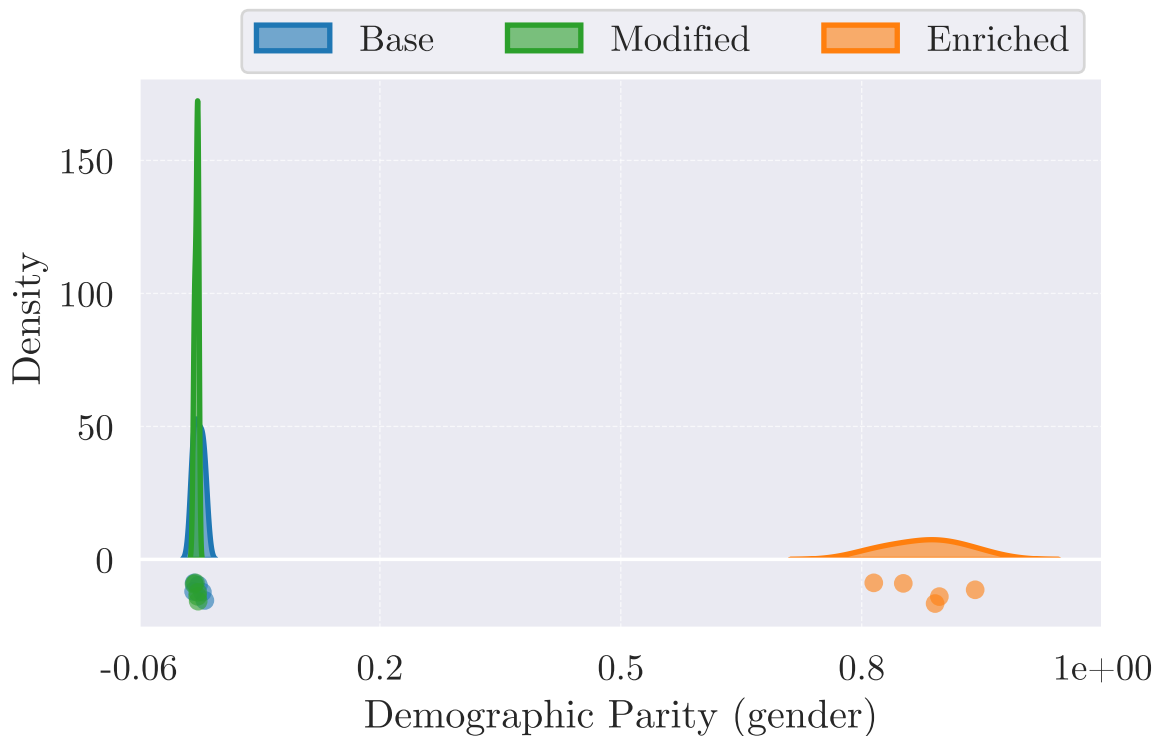 Base Modified Enriched
150
100
50
0
Density
-0.06 0.2 0.5 0.8 1e+00
Demographic Parity (gender)